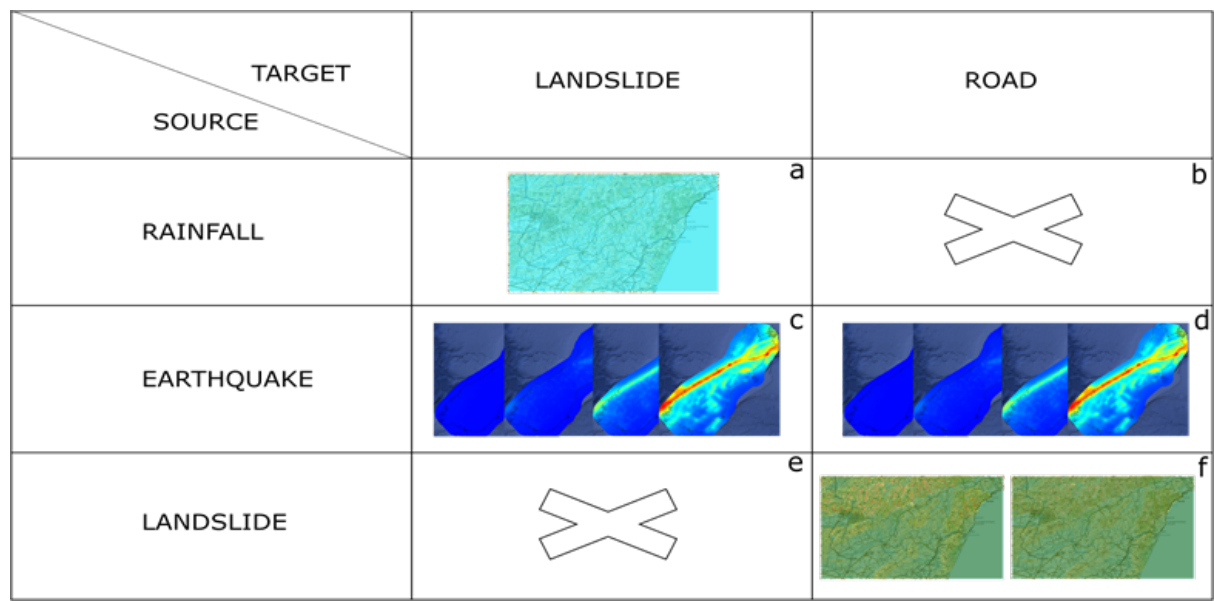 TARGET
SOURCE
LANDSLIDE
ROAD
RAINFALL
a
b
EARTHQUAKE
c
d
LANDSLIDE
e
f